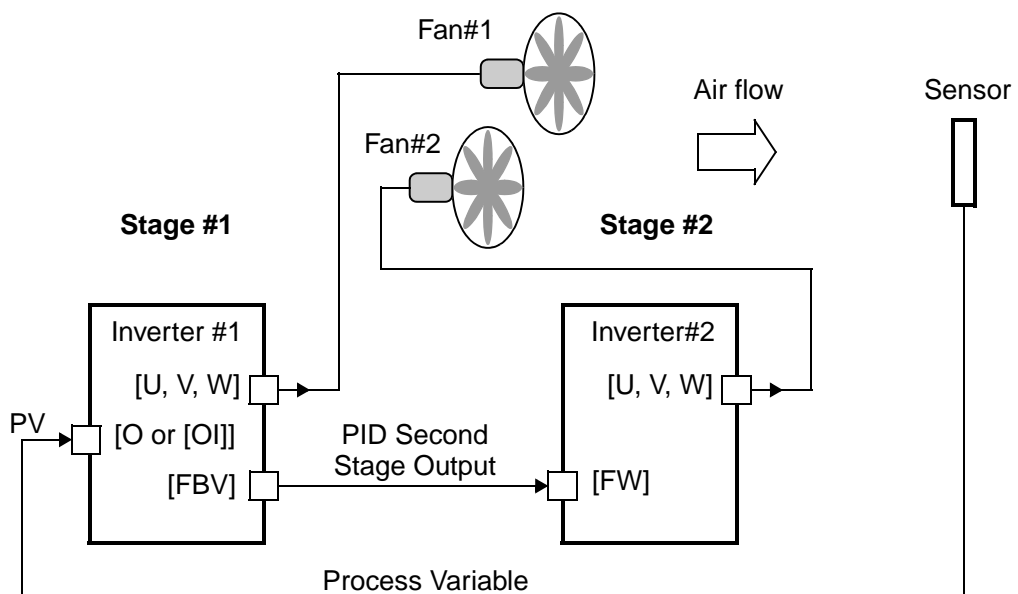 Fan#1
Air flow
Sensor
Fan#2
Stage #1
Stage #2
Inverter #1
Inverter#2
[U, V, W]
[U, V, W]
PV
[O or [OI]]
PID Second
Stage Output
[FBV]
[FW]
Process Variable